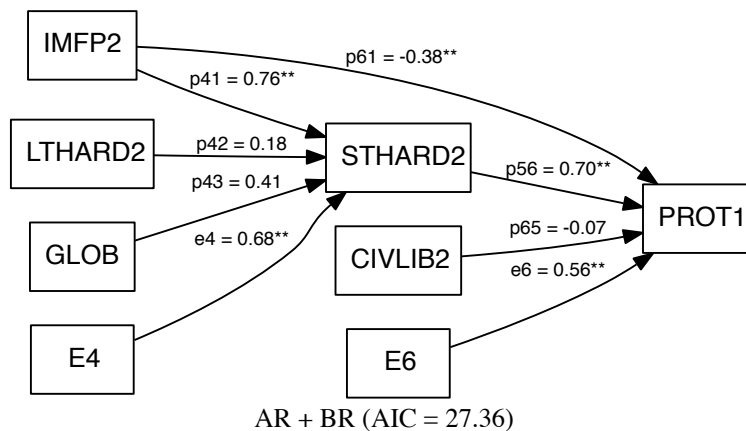 IMFP2
p61 = -0.38**
p41 = 0.76**
LTHARD2
p42 = 0.18
STHARD2
p43 = 0.41
p56 = 0.70**
PROT1
GLOB
e4 = 0.68**
p65 = -0.07
CIVLIB2
e6 = 0.56**
E4
E6
AR + BR (AIC = 27.36)